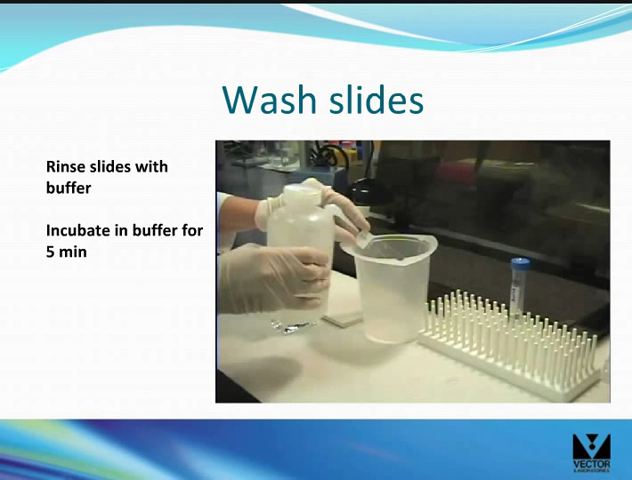 Wash slides
Rinse slides with
buffer
Incubate in buffer for
5 min
VECTOR
LABORATORIES